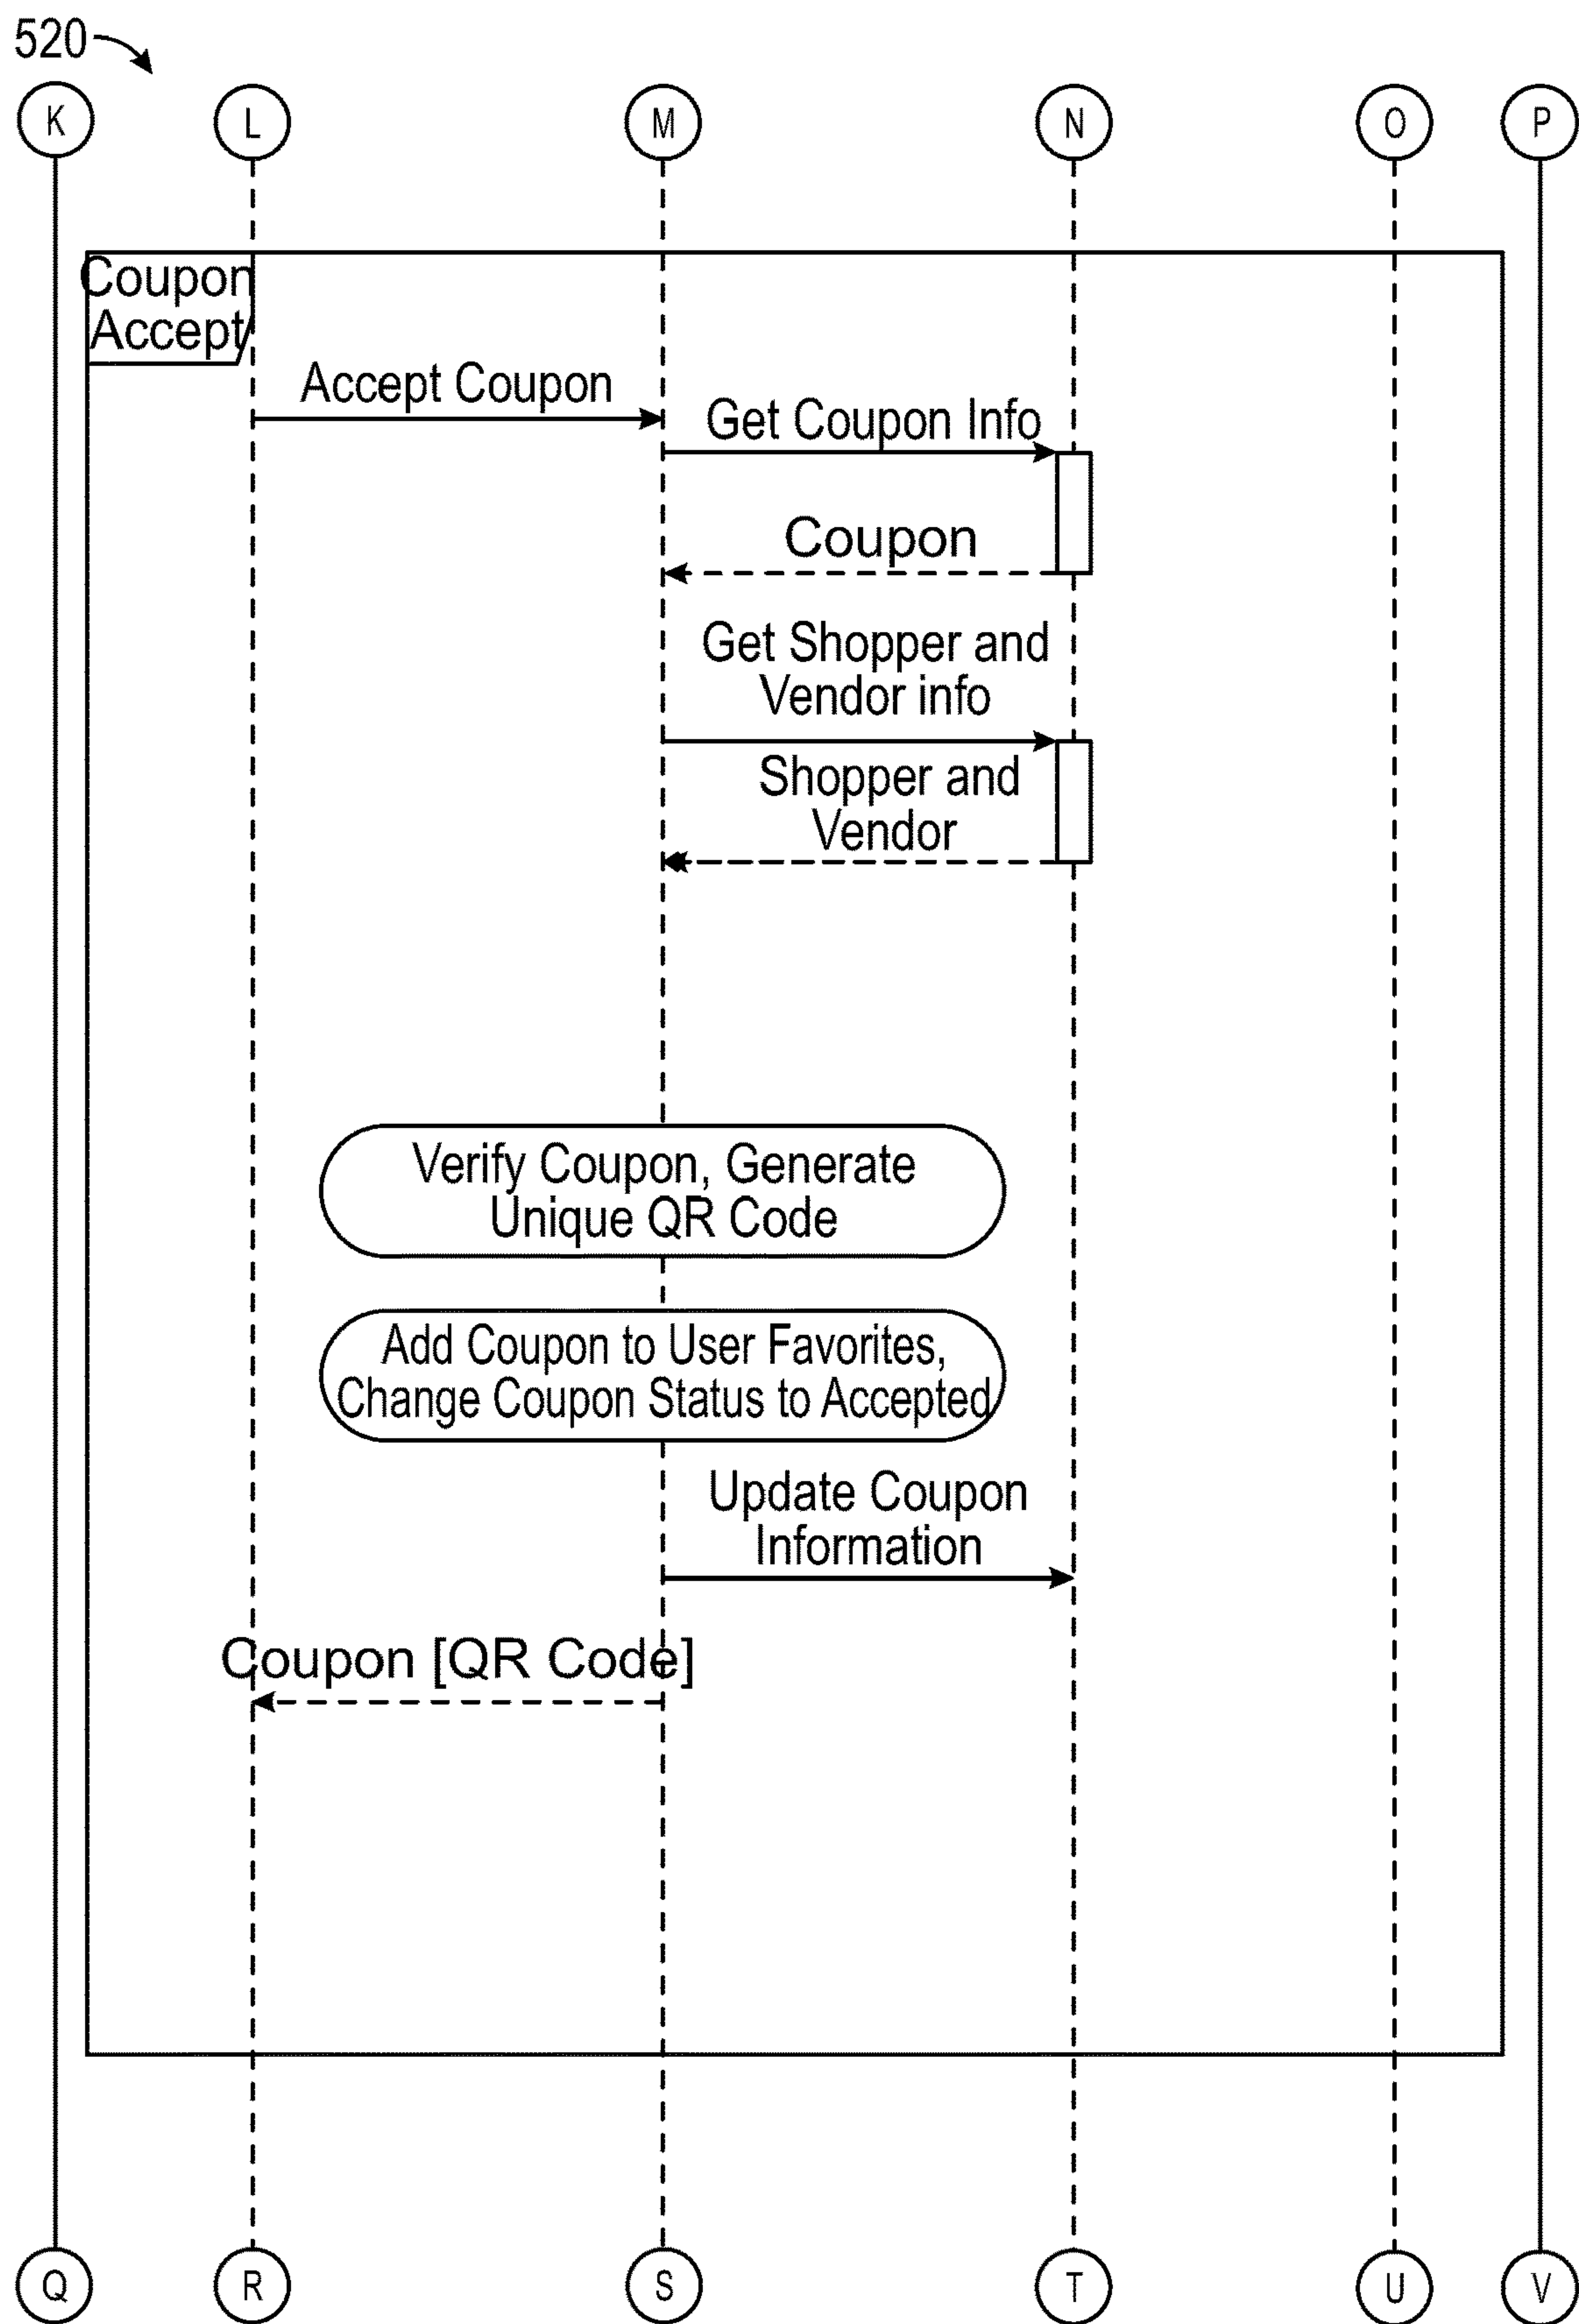 520
K L M N O P
Coupon
Accept
Accept Coupon
Get Coupon Info
Coupon
Get Shopper and
Vendor info
Shopper and
Vendor
Verify Coupon, Generate
Unique QR Code
Add Coupon to User Favorites,
Change Coupon Status to Accepted
Update Coupon
Information
Coupon [QR Code]
Q R S T U V